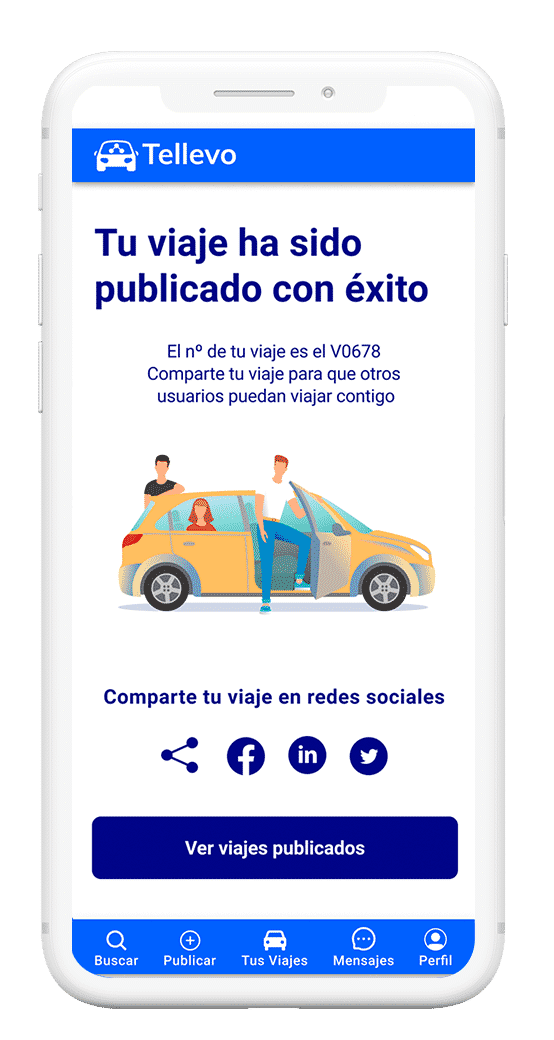 Tellevo
Tu viaje ha sido
publicado con éxito
El nº de tu viaje es el V0678
Comparte tu viaje para que otros
usuarios puedan viajar contigo
Comparte tu viaje en redes sociales
f
in
Ver viajes publicados
Buscar
Publicar
Tus Viajes
Mensajes
Perfil